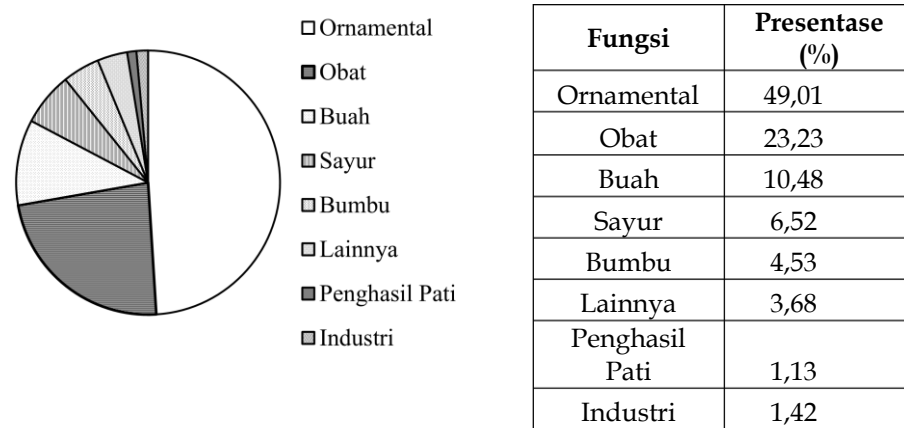 Ornamental
Obat
Buah
Sayur
Bumbu
Lainnya
Penghasil Pati
Industri
Fungsi Presentase
(%)
Ornamental 49,01
Obat 23,23
Buah 10,48
Sayur 6,52
Bumbu 4,53
Lainnya 3,68
Penghasil
Pati 1,13
Industri 1,42